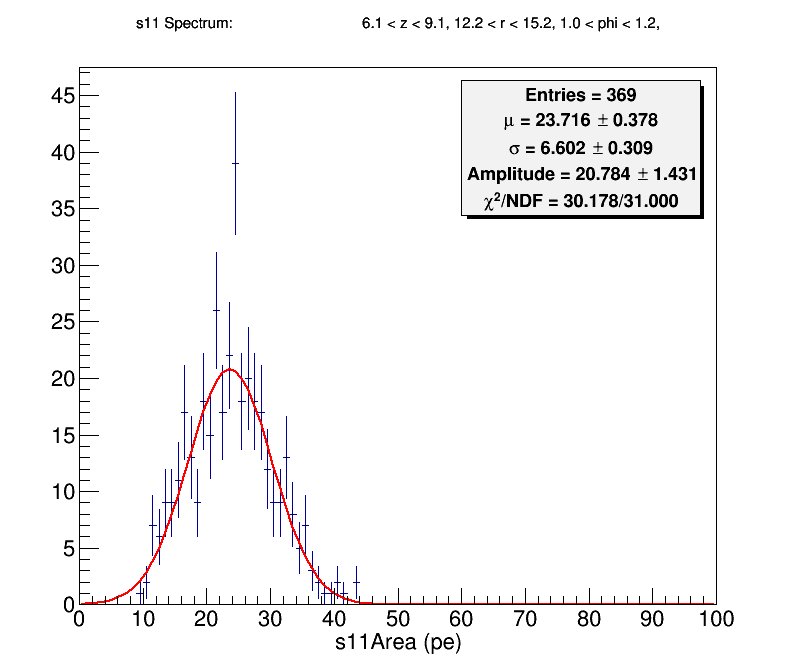 s11 Spectrum: 6.1 < z < 9.1, 12.2 < r < 15.2, 1.0 < phi < 1.2,
Entries = 369
μ = 23.716 ± 0.378
σ = 6.602 ± 0.309
Amplitude = 20.784 ± 1.431
χ²/NDF = 30.178/31.000
45
40
35
30
25
20
15
10
5
0
0 10 20 30 40 50 60 70 80 90 100
s11Area (pe)